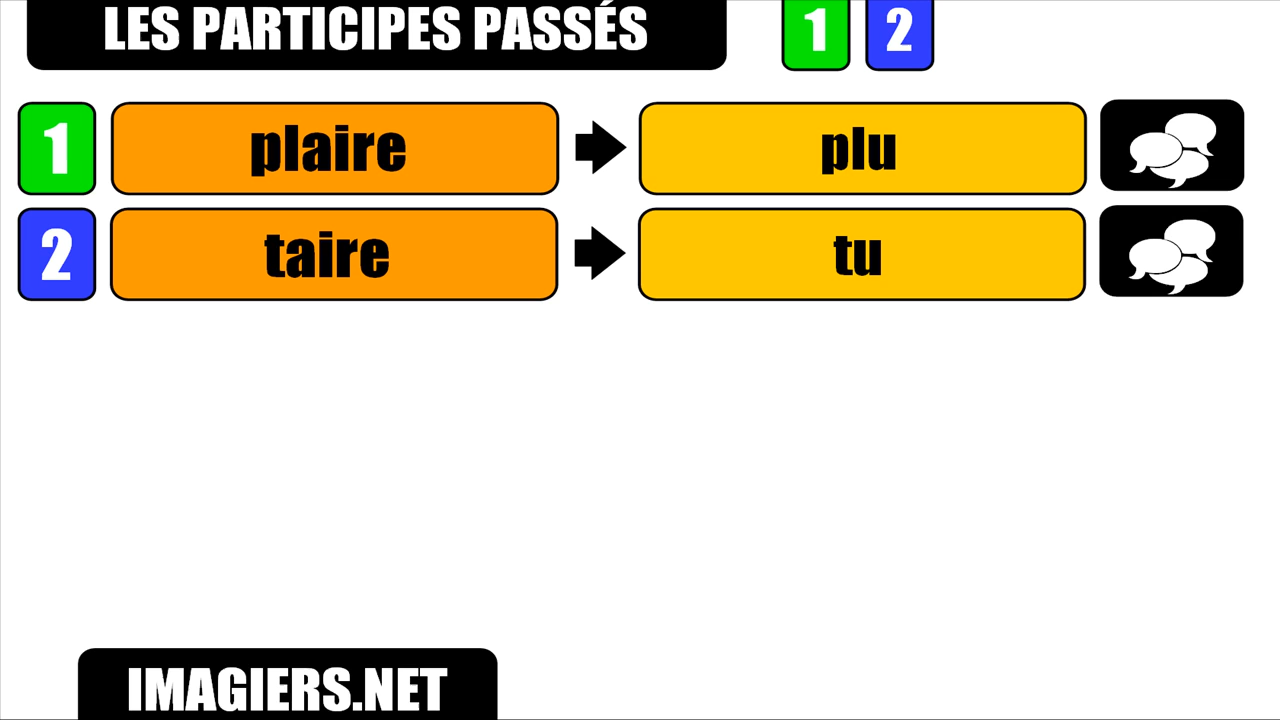 LES PARTICIPES PASSÉS 1 2
1 plaire plu
2 taire tu
IMAGIERS.NET